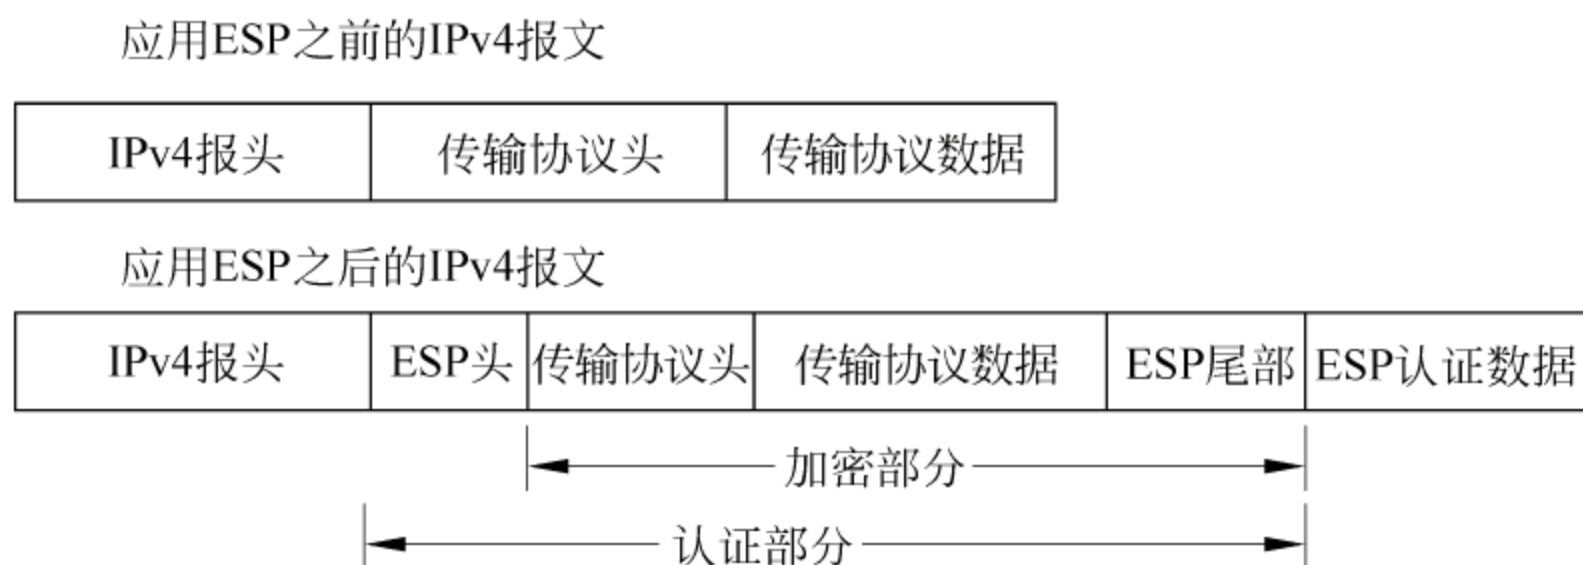 应用ESP之前的IPv4报文
IPv4报头 传输协议头 传输协议数据
应用ESP之后的IPv4报文
IPv4报头 ESP头 传输协议头 传输协议数据 ESP尾部 ESP认证数据
加密部分
认证部分